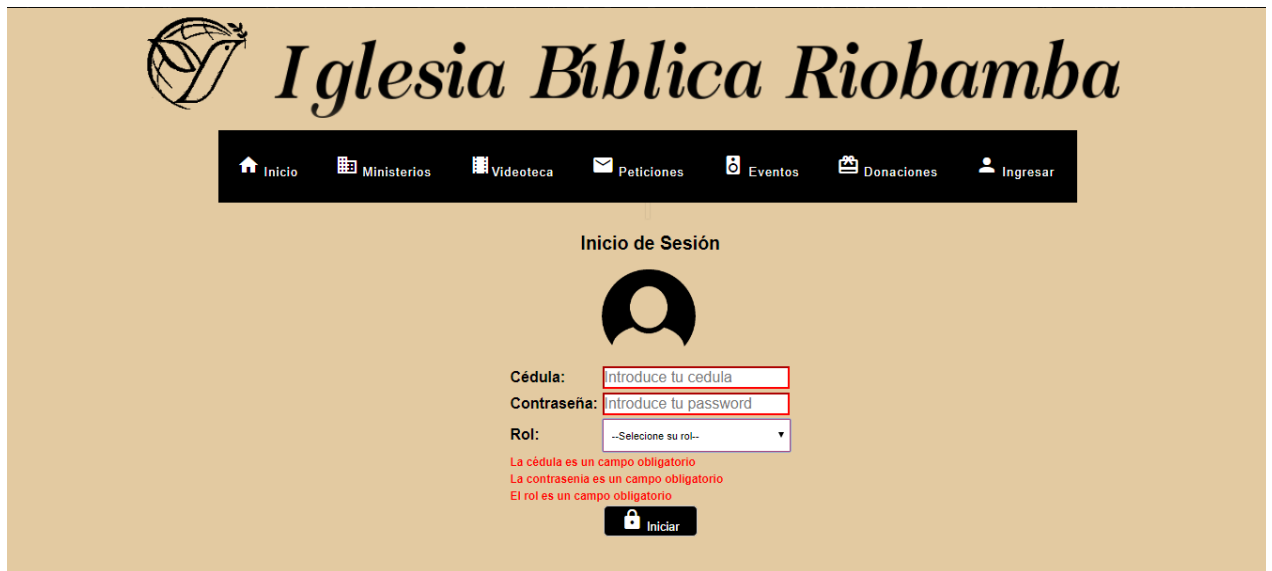 Iglesia Bíblica Riobamba
Inicio Ministerios Videoteca Peticiones Eventos Donaciones Ingresar
Inicio de Sesión
Cédula: Introduce tu cedula
Contraseña: Introduce tu password
Rol: --Selecione su rol--
La cédula es un campo obligatorio
La contrasenia es un campo obligatorio
El rol es un campo obligatorio
Iniciar